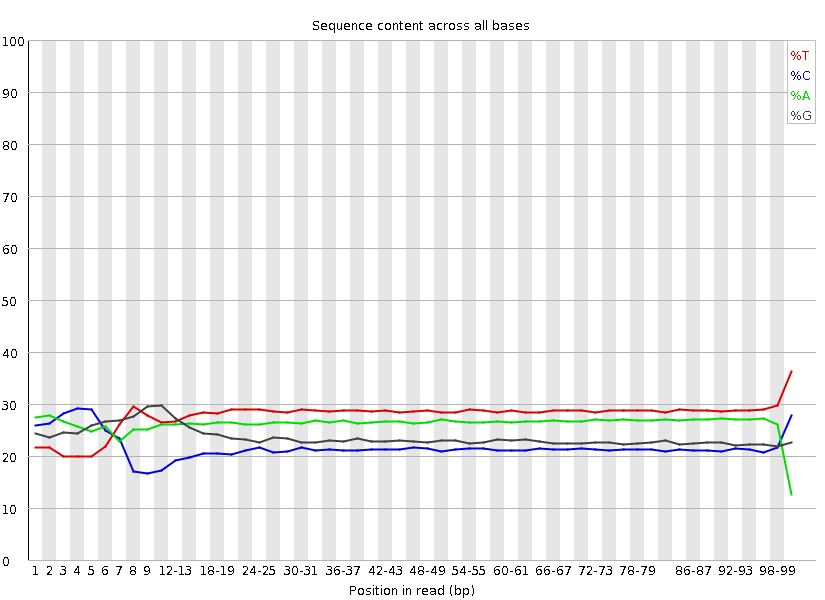 Sequence content across all bases
100
90
80
70
60
50
40
30
20
10
0
%T
%C
%A
%G
1 2 3 4 5 6 7 8 9 12-13 18-19 24-25 30-31 36-37 42-43 48-49 54-55 60-61 66-67 72-73 78-79 86-87 92-93 98-99
Position in read (bp)